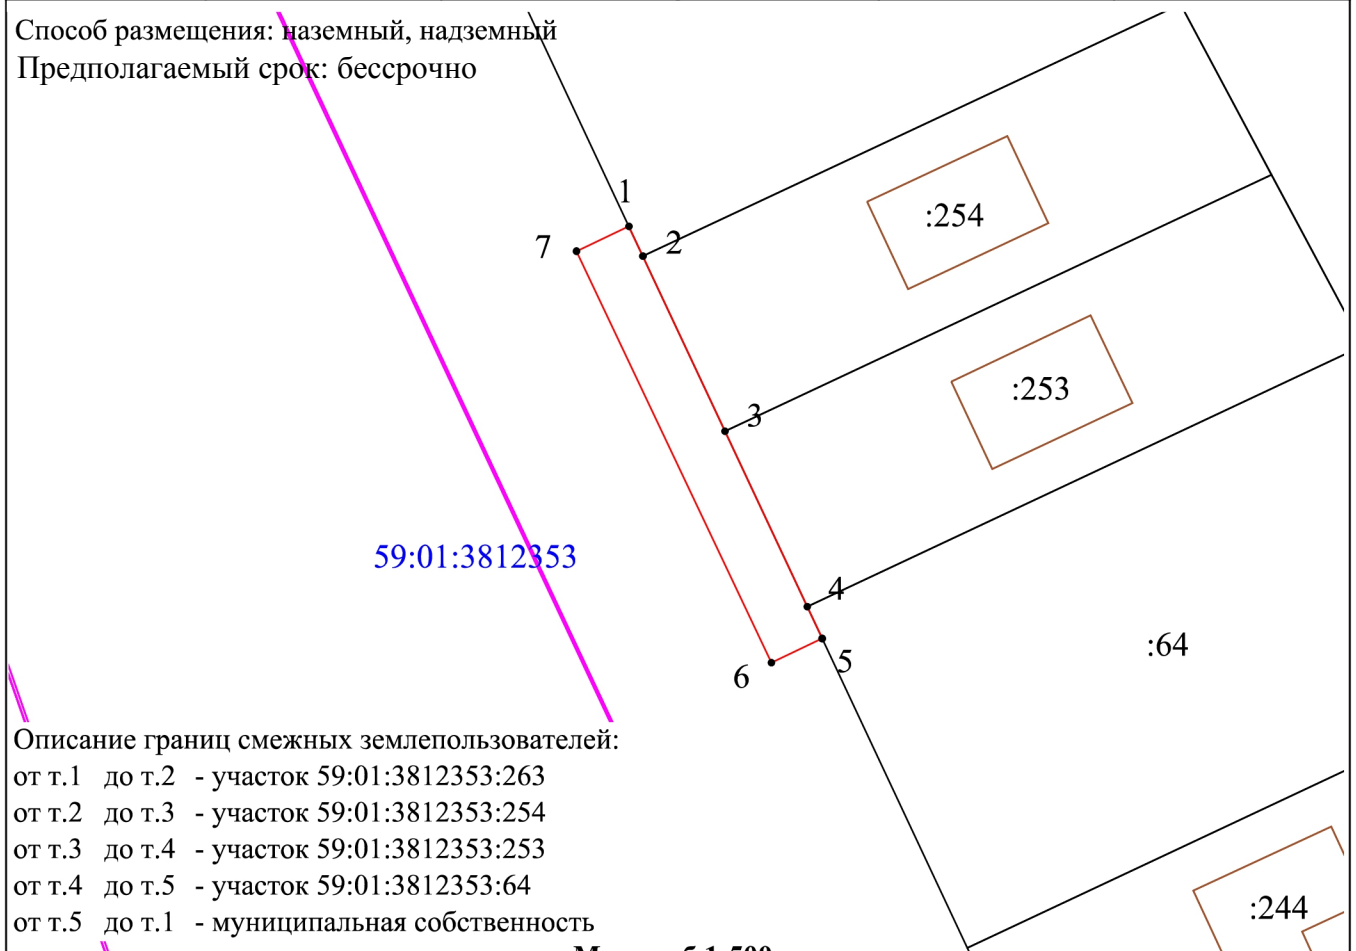 Способ размещения: наземный, надземный
Предполагаемый срок: бессрочно
1
7
2
:254
3
:253
59:01:3812353
4
:64
5
6
Описание границ смежных землепользователей:
от т.1 до т.2 - участок 59:01:3812353:263
от т.2 до т.3 - участок 59:01:3812353:254
от т.3 до т.4 - участок 59:01:3812353:253
от т.4 до т.5 - участок 59:01:3812353:64
от т.5 до т.1 - муниципальная собственность
:244